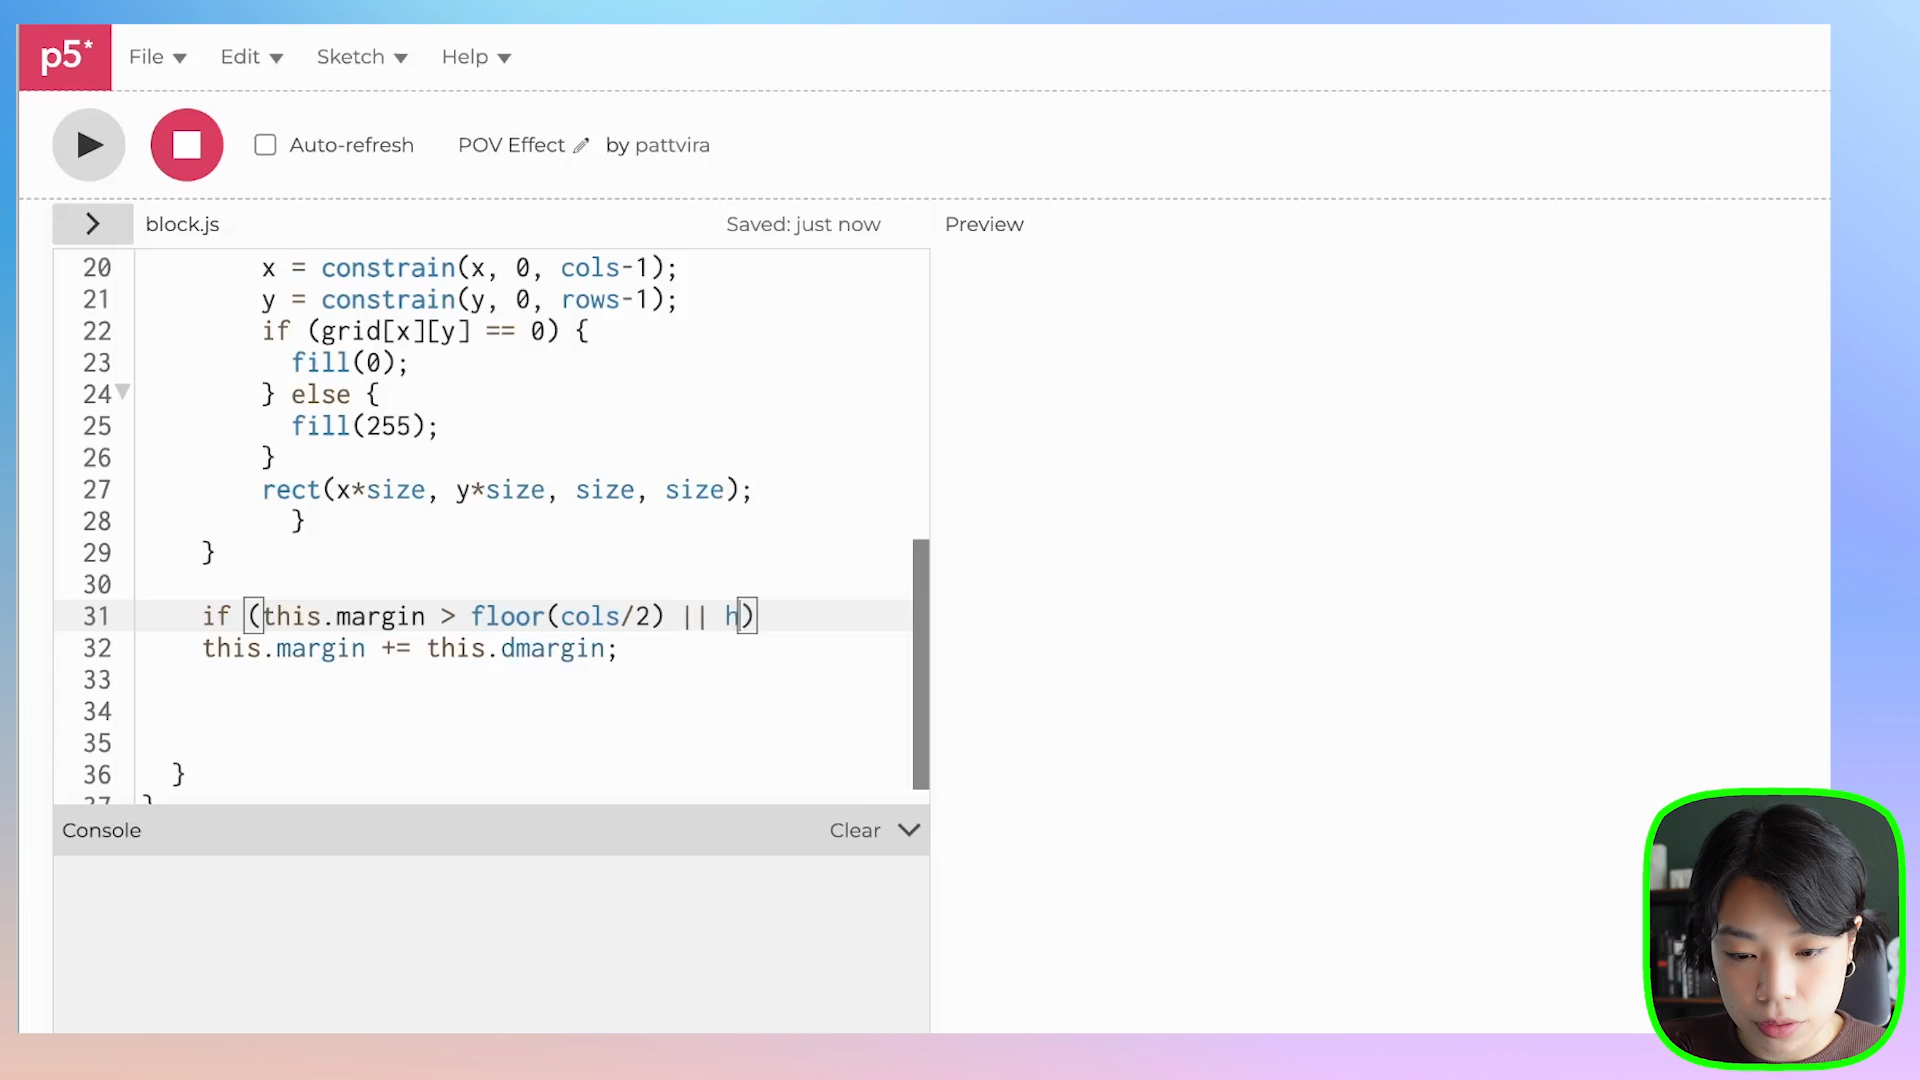 p5* File Edit Sketch Help
Auto-refresh POV Effect by pattvira
block.js Saved: just now Preview
20 x = constrain(x, 0, cols-1);
21 y = constrain(y, 0, rows-1);
22 if (grid[x][y] == 0) {
23 fill(0);
24 } else {
25 fill(255);
26 }
27 rect(x*size, y*size, size, size);
28 }
29 }
30
31 if (this.margin > floor(cols/2) || h)
32 this.margin += this.dmargin;
33
34
35
36 }
37 }
Console Clear